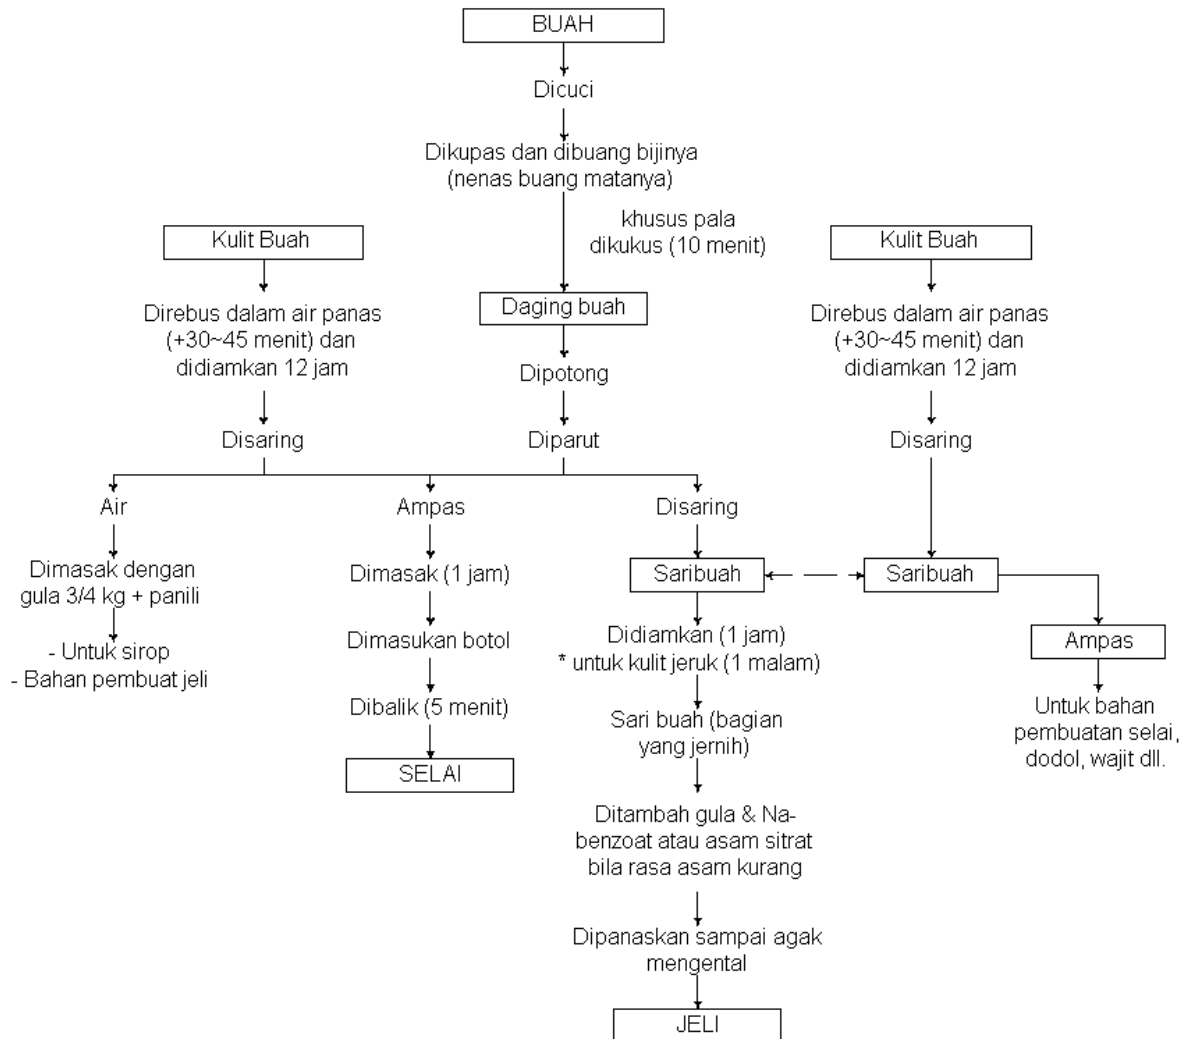 BUAH
Dicuci
Dikupas dan dibuang bijinya
(nenas buang matanya)
khusus pala
dikukus (10 menit)
Kulit Buah
Kulit Buah
Daging buah
Direbus dalam air panas
(+30~45 menit) dan
didiamkan 12 jam
Direbus dalam air panas
(+30~45 menit) dan
didiamkan 12 jam
Dipotong
Disaring
Diparut
Disaring
Air
Ampas
Disaring
Dimasak dengan
gula 3/4 kg + panili
Dimasak (1 jam)
Saribuah
Saribuah
- Untuk sirop
- Bahan pembuat jeli
Dimasukan botol
Didiamkan (1 jam)
* untuk kulit jeruk (1 malam)
Ampas
Dibalik (5 menit)
Sari buah (bagian
yang jernih)
Untuk bahan
pembuatan selai,
dodol, wajit dll.
SELAI
Ditambah gula & Na-
benzoat atau asam sitrat
bila rasa asam kurang
Dipanaskan sampai agak
mengental
JELI